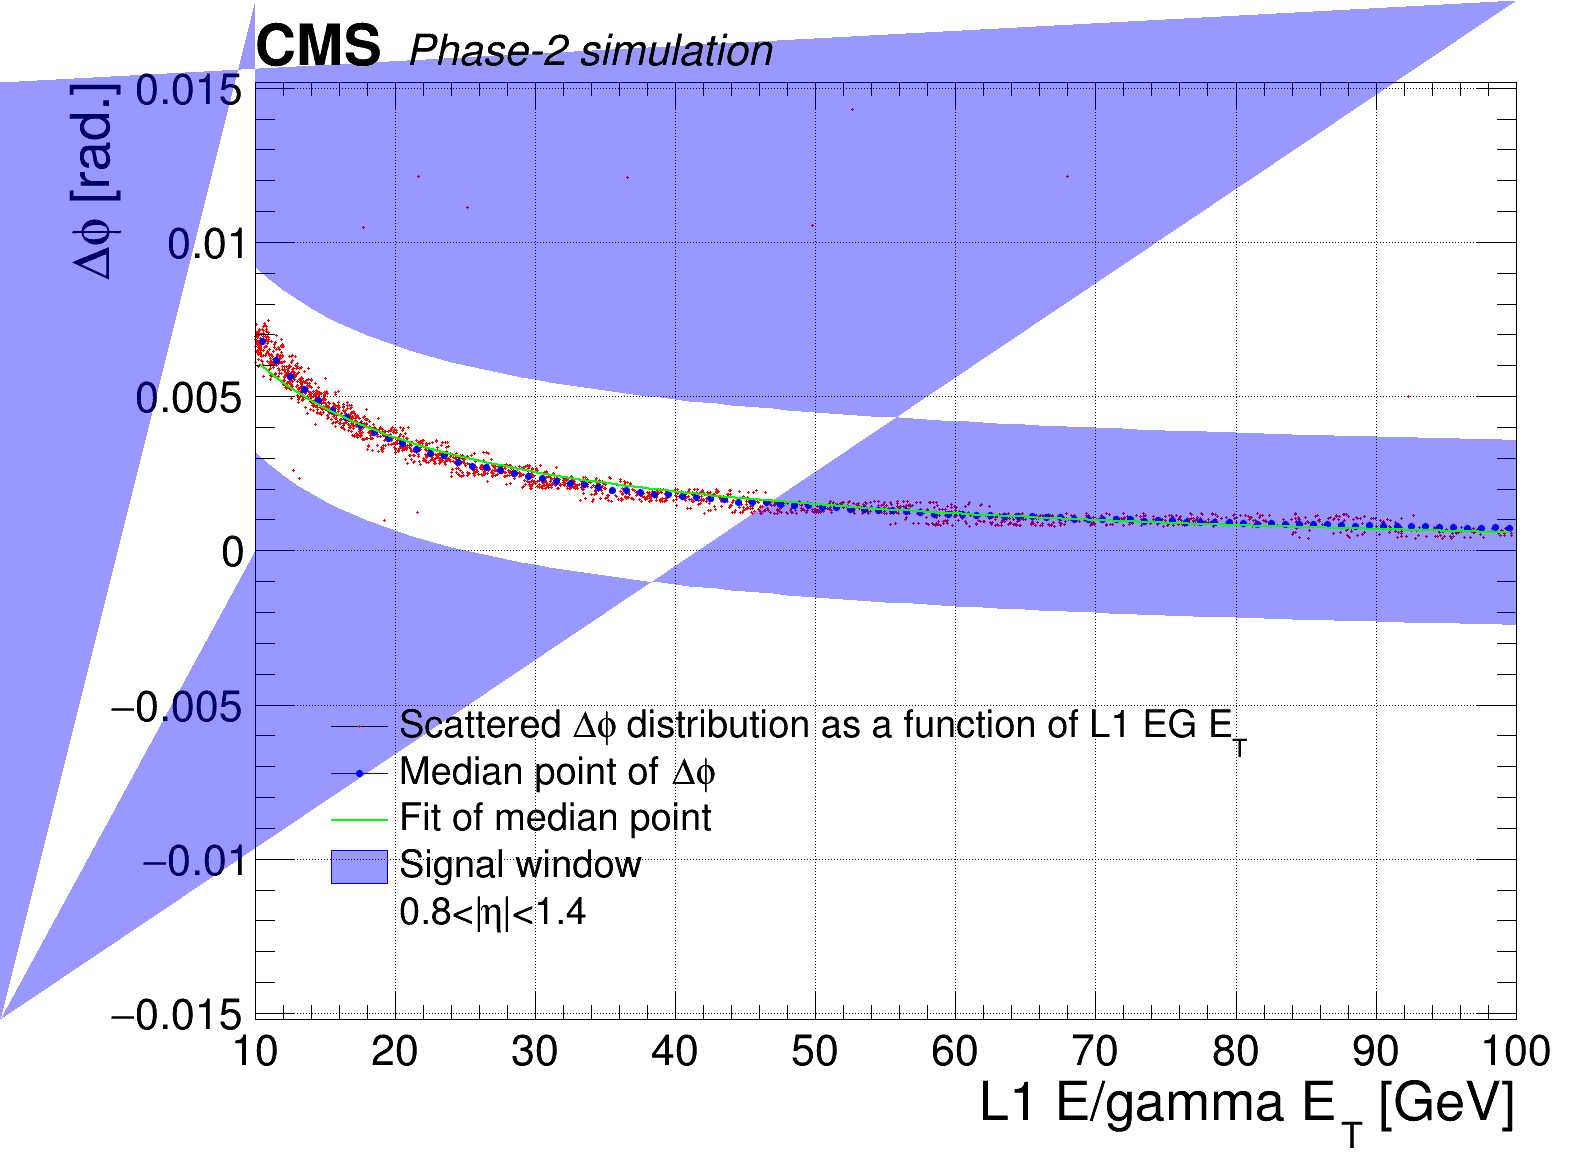 CMS Phase-2 simulation
Δϕ [rad.]
0.015
0.01
0.005
0
−0.005
−0.01
−0.015
Scattered Δϕ distribution as a function of L1 EG E_T
Median point of Δϕ
Fit of median point
Signal window
0.8<|η|<1.4
10 20 30 40 50 60 70 80 90 100
L1 E/gamma E_T [GeV]